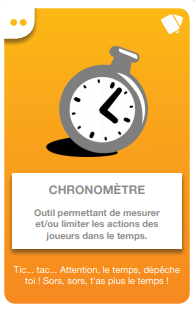 CHRONOMÈTRE
Outil permettant de mesurer
et/ou limiter les actions des
joueurs dans le temps.
Tic... tac... Attention, le temps, dépêche
toi ! Sors, sors, t'as plus le temps !